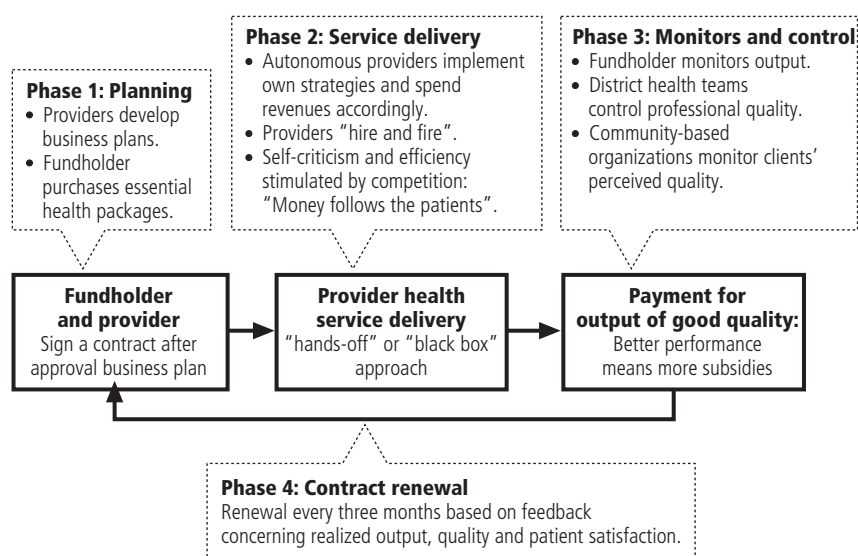 Phase 1: Planning
• Providers develop
business plans.
• Fundholder
purchases essential
health packages.
Phase 2: Service delivery
• Autonomous providers implement
own strategies and spend
revenues accordingly.
• Providers “hire and fire”.
• Self-criticism and efficiency
stimulated by competition:
“Money follows the patients”.
Phase 3: Monitors and control
• Fundholder monitors output.
• District health teams
control professional quality.
• Community-based
organizations monitor clients’
perceived quality.
Fundholder
and provider
Sign a contract after
approval business plan
Provider health
service delivery
“hands-off” or “black box”
approach
Payment for
output of good quality:
Better performance
means more subsidies
Phase 4: Contract renewal
Renewal every three months based on feedback
concerning realized output, quality and patient satisfaction.